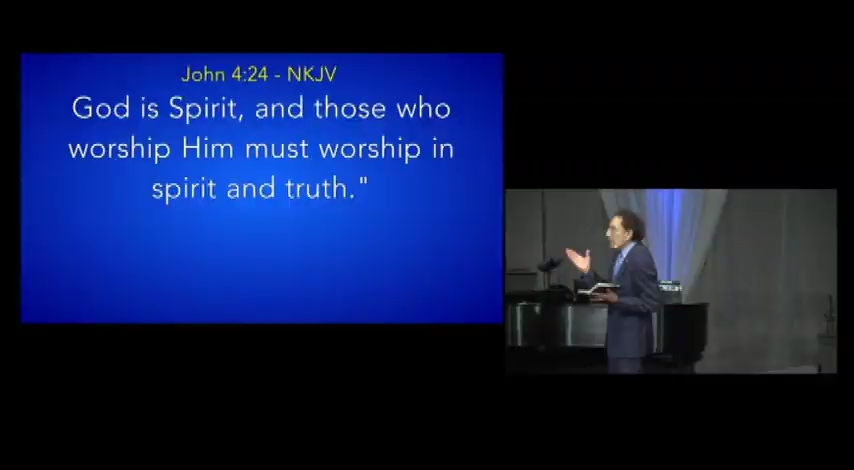 John 4:24 - NKJV
God is Spirit, and those who
worship Him must worship in
spirit and truth."